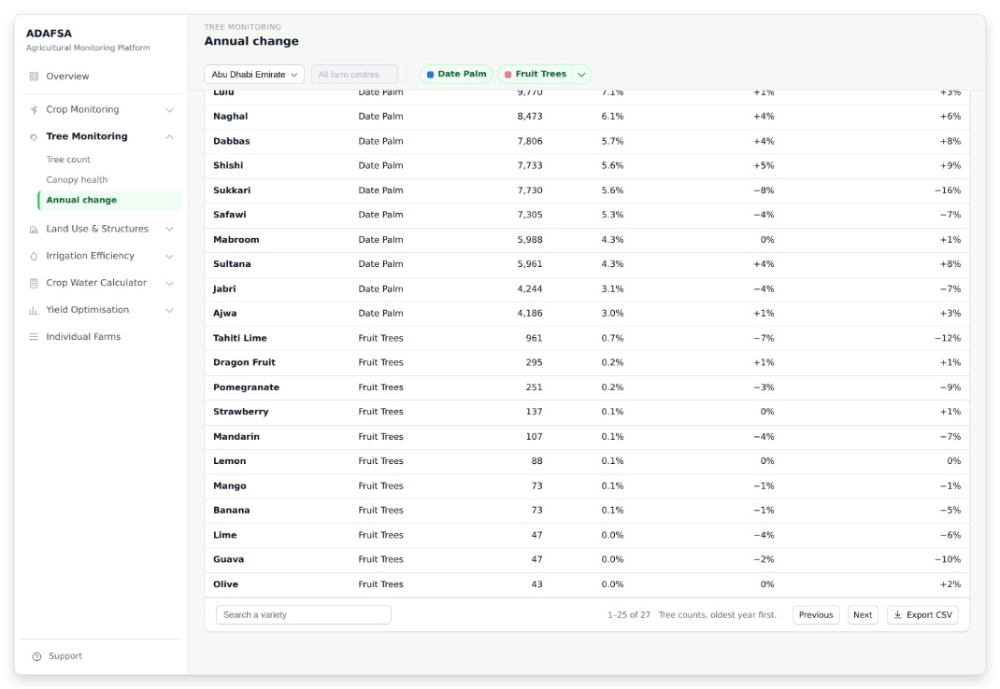 ADAFSA
Agricultural Monitoring Platform
Overview
Crop Monitoring
Tree Monitoring
Tree count
Canopy health
Annual change
Land Use & Structures
Irrigation Efficiency
Crop Water Calculator
Yield Optimisation
Individual Farms
Support
TREE MONITORING
Annual change
Abu Dhabi Emirate All farm centres Date Palm Fruit Trees
Lulu Date Palm 9,770 7.1% +1% +3%
Naghal Date Palm 8,473 6.1% +4% +6%
Dabbas Date Palm 7,806 5.7% +4% +8%
Shishi Date Palm 7,733 5.6% +5% +9%
Sukkari Date Palm 7,730 5.6% −8% −16%
Safawi Date Palm 7,305 5.3% −4% −7%
Mabroom Date Palm 5,988 4.3% 0% +1%
Sultana Date Palm 5,961 4.3% +4% +8%
Jabri Date Palm 4,244 3.1% −4% −7%
Ajwa Date Palm 4,186 3.0% +1% +3%
Tahiti Lime Fruit Trees 961 0.7% −7% −12%
Dragon Fruit Fruit Trees 295 0.2% +1% +1%
Pomegranate Fruit Trees 251 0.2% −3% −9%
Strawberry Fruit Trees 137 0.1% 0% +1%
Mandarin Fruit Trees 107 0.1% −4% −7%
Lemon Fruit Trees 88 0.1% 0% 0%
Mango Fruit Trees 73 0.1% −1% −1%
Banana Fruit Trees 73 0.1% −1% −5%
Lime Fruit Trees 47 0.0% −4% −6%
Guava Fruit Trees 47 0.0% −2% −10%
Olive Fruit Trees 43 0.0% 0% +2%
Search a variety 1–25 of 27 Tree counts, oldest year first. Previous Next Export CSV